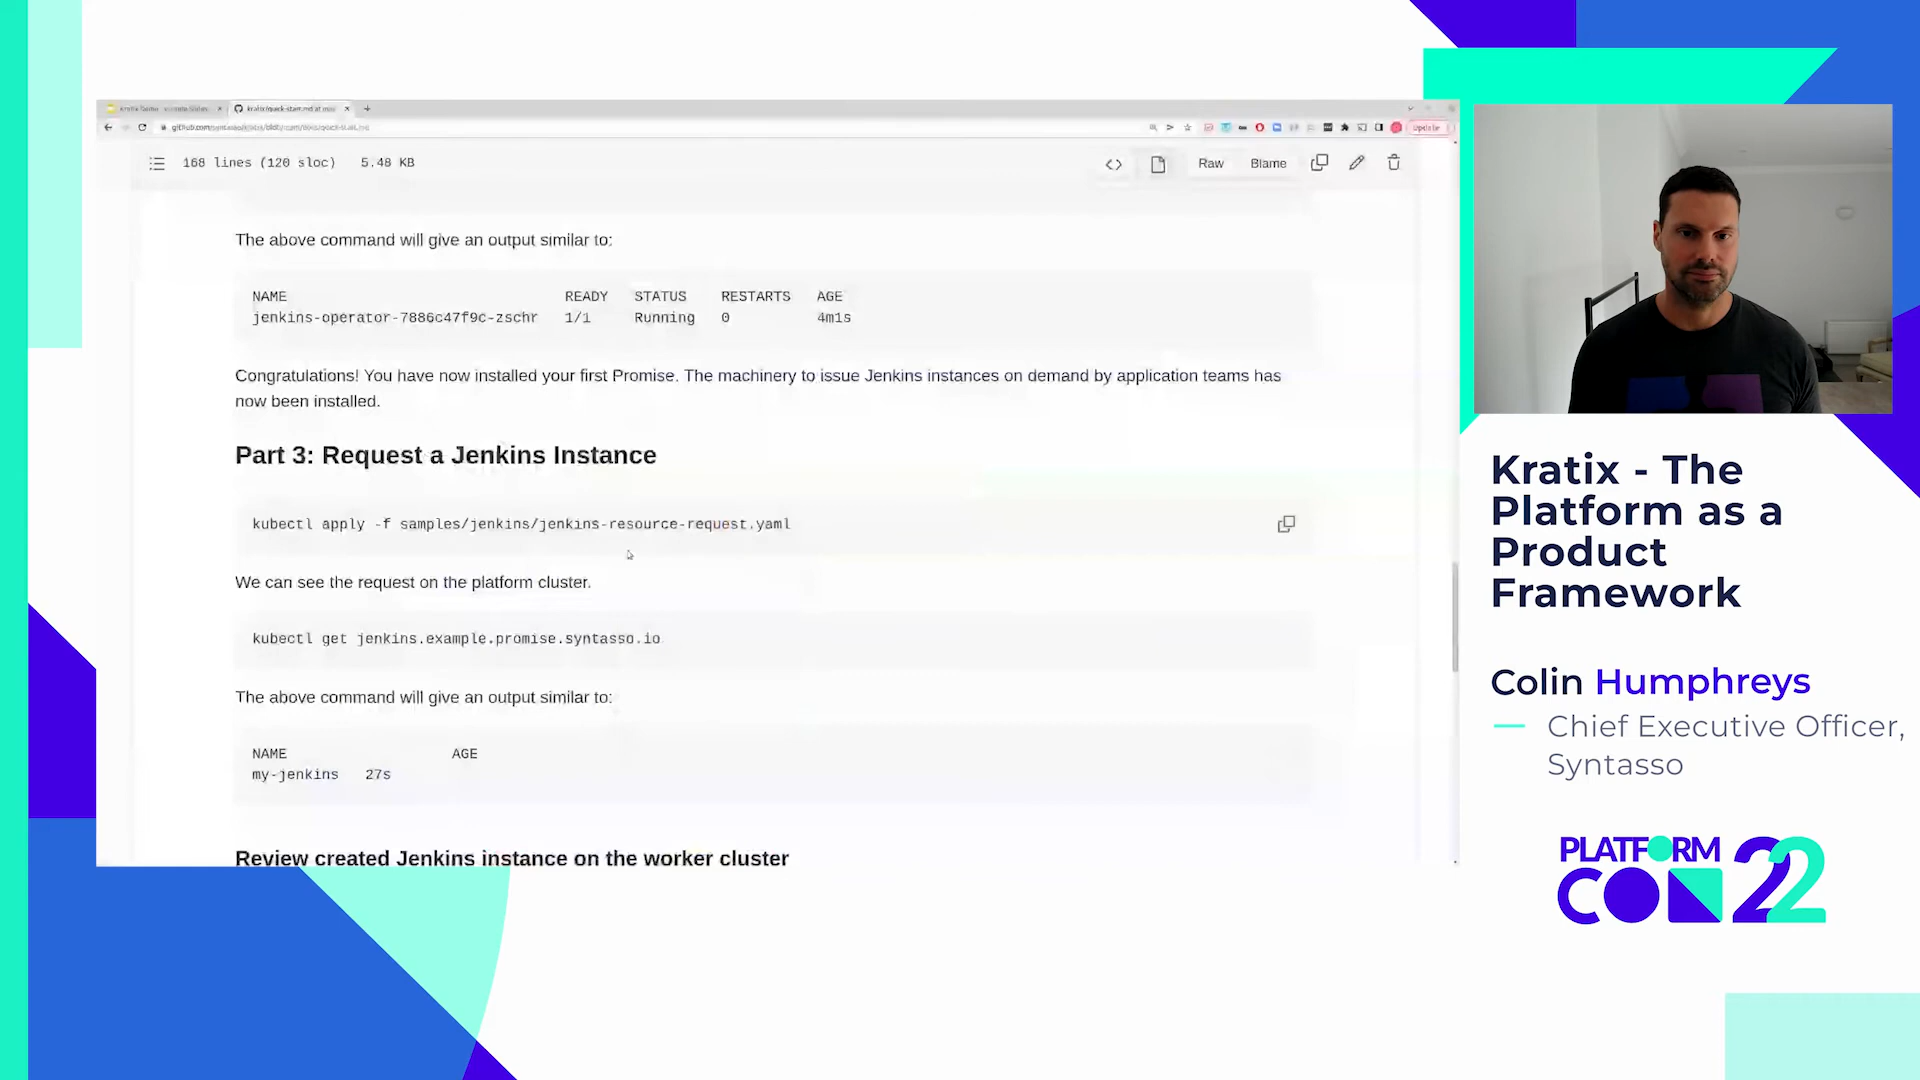 168 lines (120 sloc) 5.48 KB
Raw Blame
Update
The above command will give an output similar to:
NAME READY STATUS RESTARTS AGE
jenkins-operator-7886c47f9c-zschr 1/1 Running 0 4m1s
Congratulations! You have now installed your first Promise. The machinery to issue Jenkins instances on demand by application teams has
now been installed.
Part 3: Request a Jenkins Instance
kubectl apply -f samples/jenkins/jenkins-resource-request.yaml
We can see the request on the platform cluster.
kubectl get jenkins.example.promise.syntasso.io
The above command will give an output similar to:
NAME AGE
my-jenkins 27s
Review created Jenkins instance on the worker cluster
Kratix - The
Platform as a
Product
Framework
Colin Humphreys
Chief Executive Officer,
Syntasso
PLATFORM
CON 22